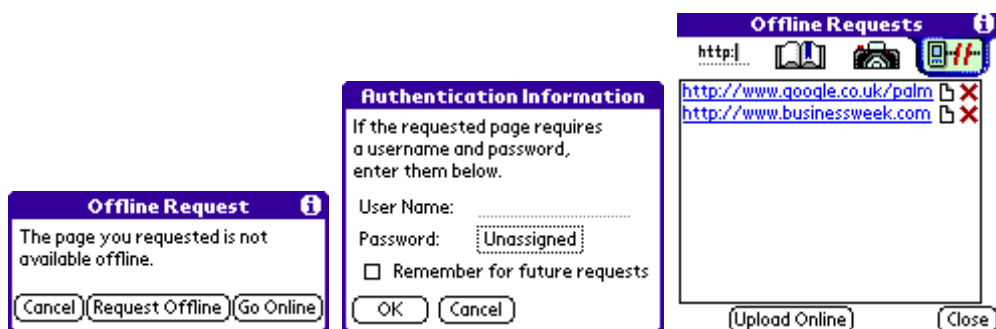 Offline Request
The page you requested is not
available offline.
Cancel Request Offline Go Online
Authentication Information
If the requested page requires
a username and password,
enter them below.
User Name:
Password: Unassigned
Remember for future requests
OK Cancel
Offline Requests
http:
http://www.google.co.uk/palm
http://www.businessweek.com
Upload Online Close